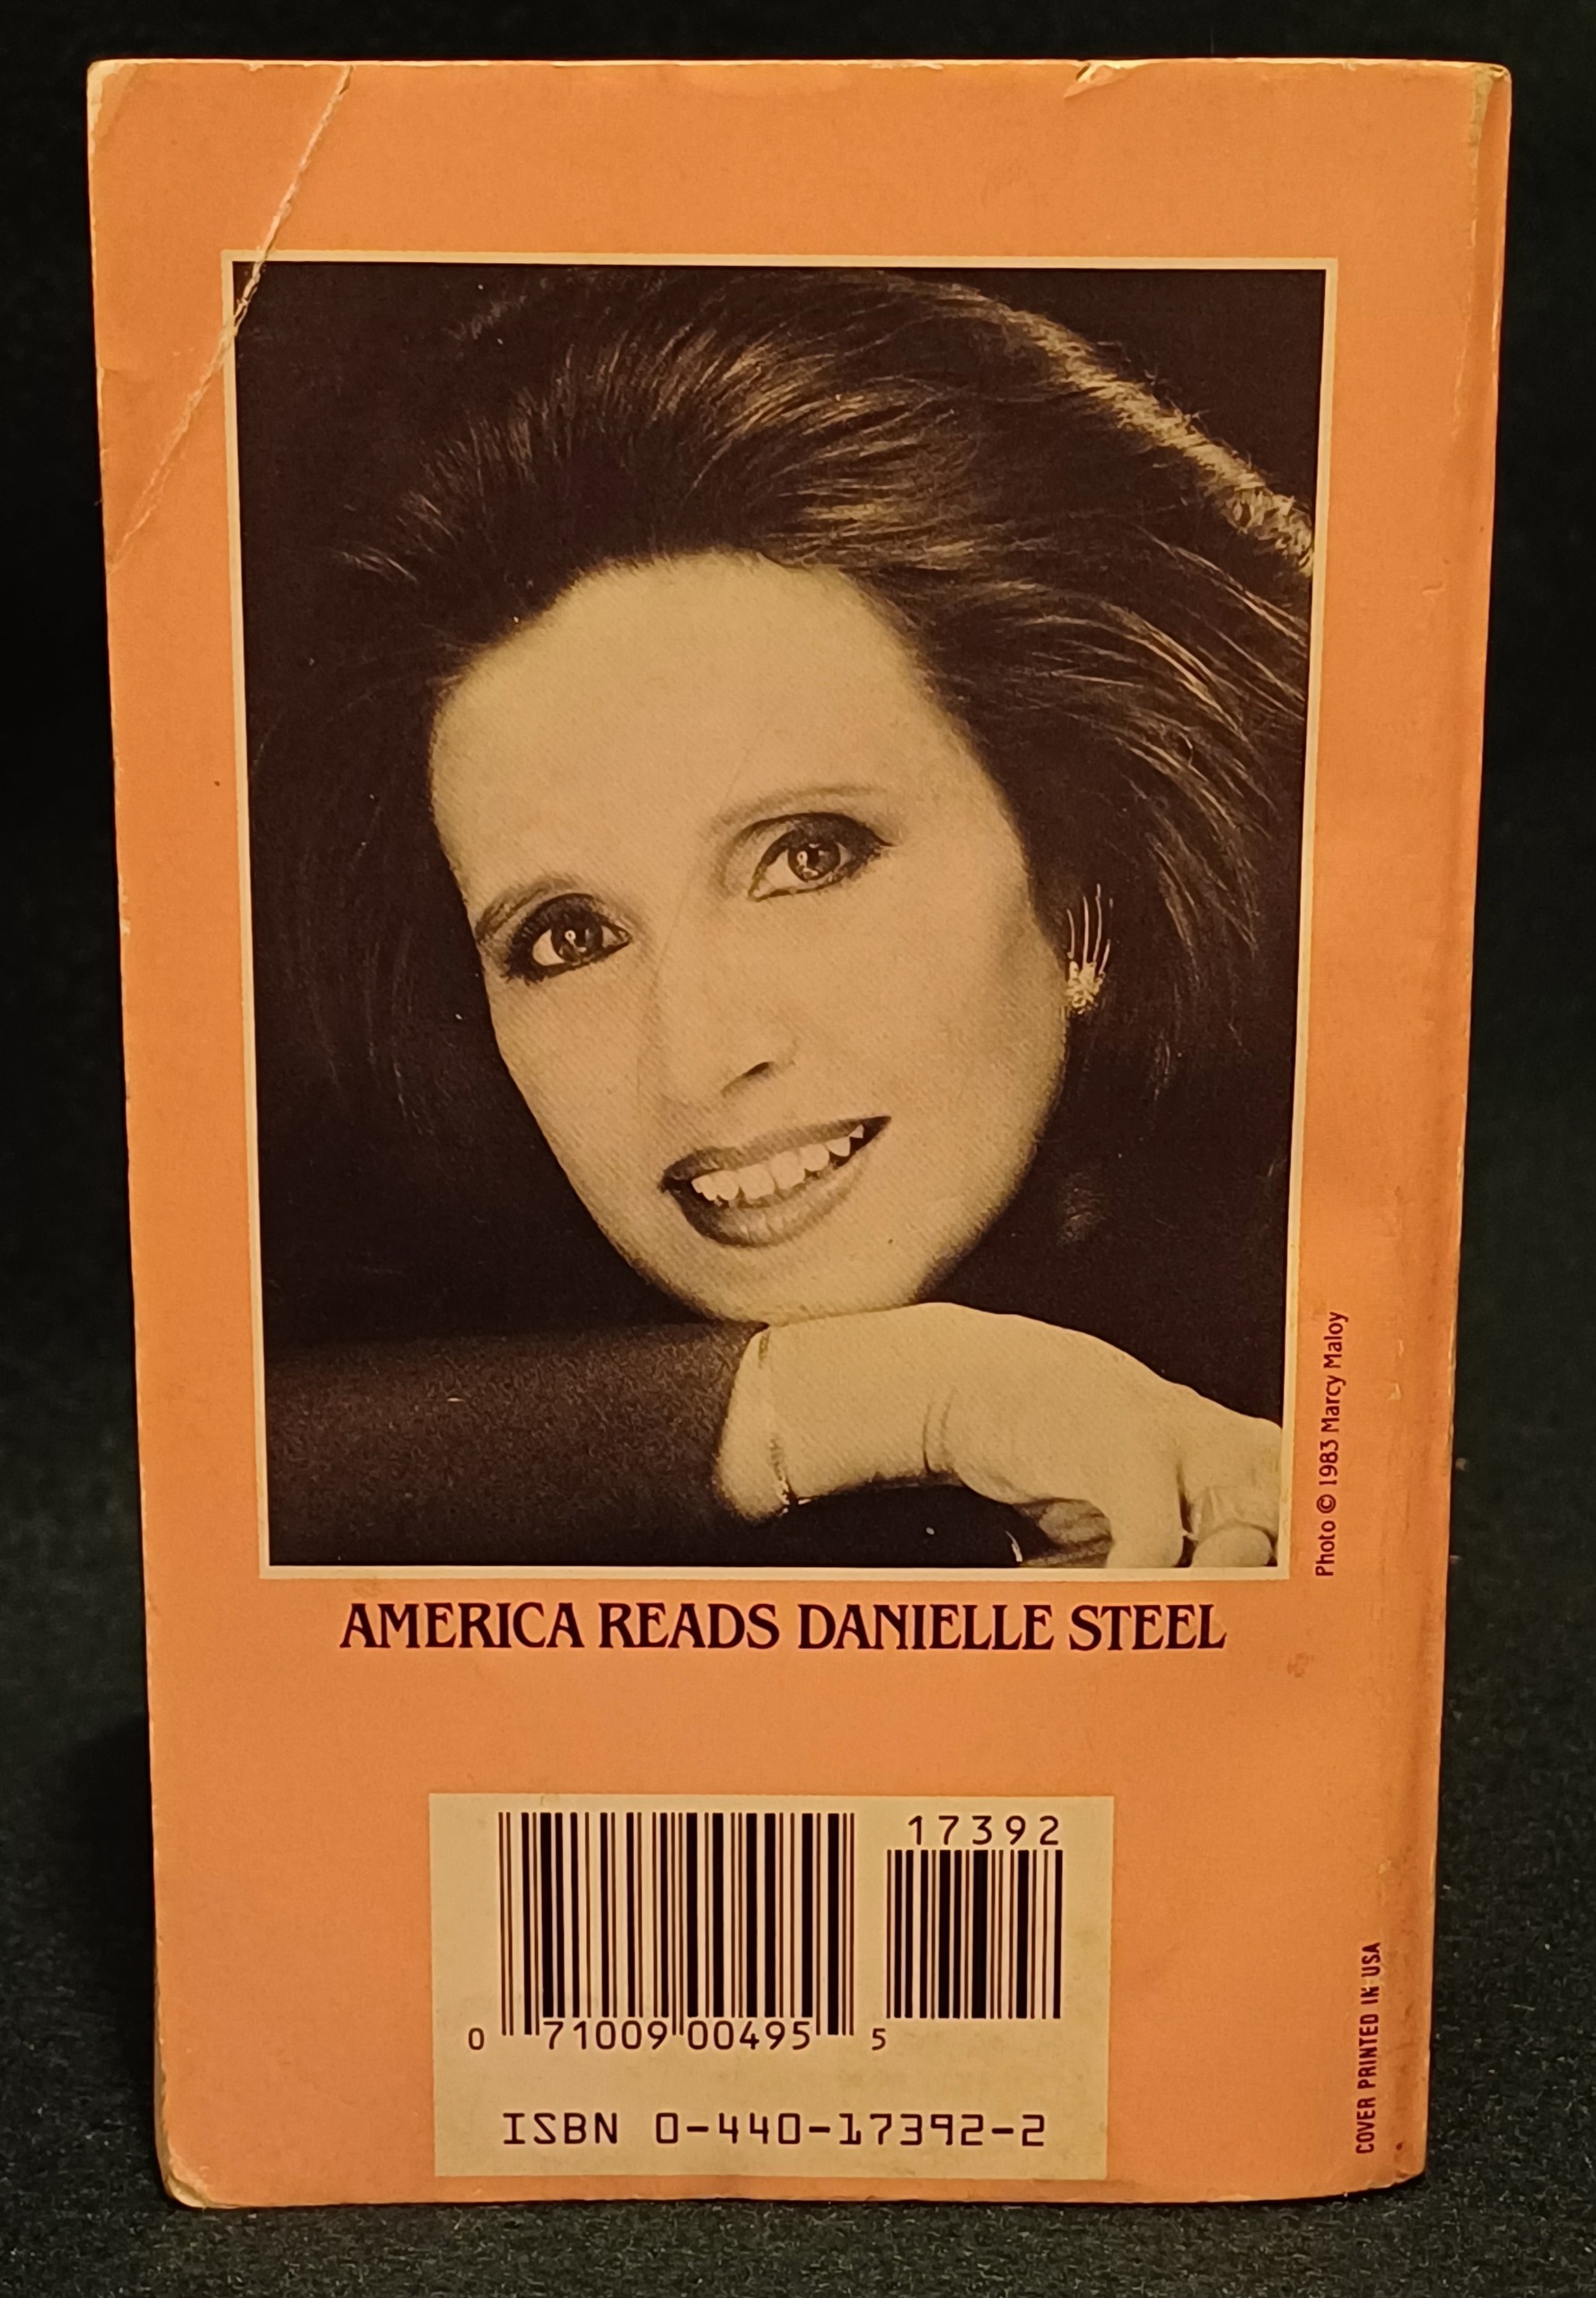 Photo © 1983 Marcy Maloy
AMERICA READS DANIELLE STEEL
17392
0 71009 00495 5
ISBN 0-440-17392-2
COVER PRINTED IN USA